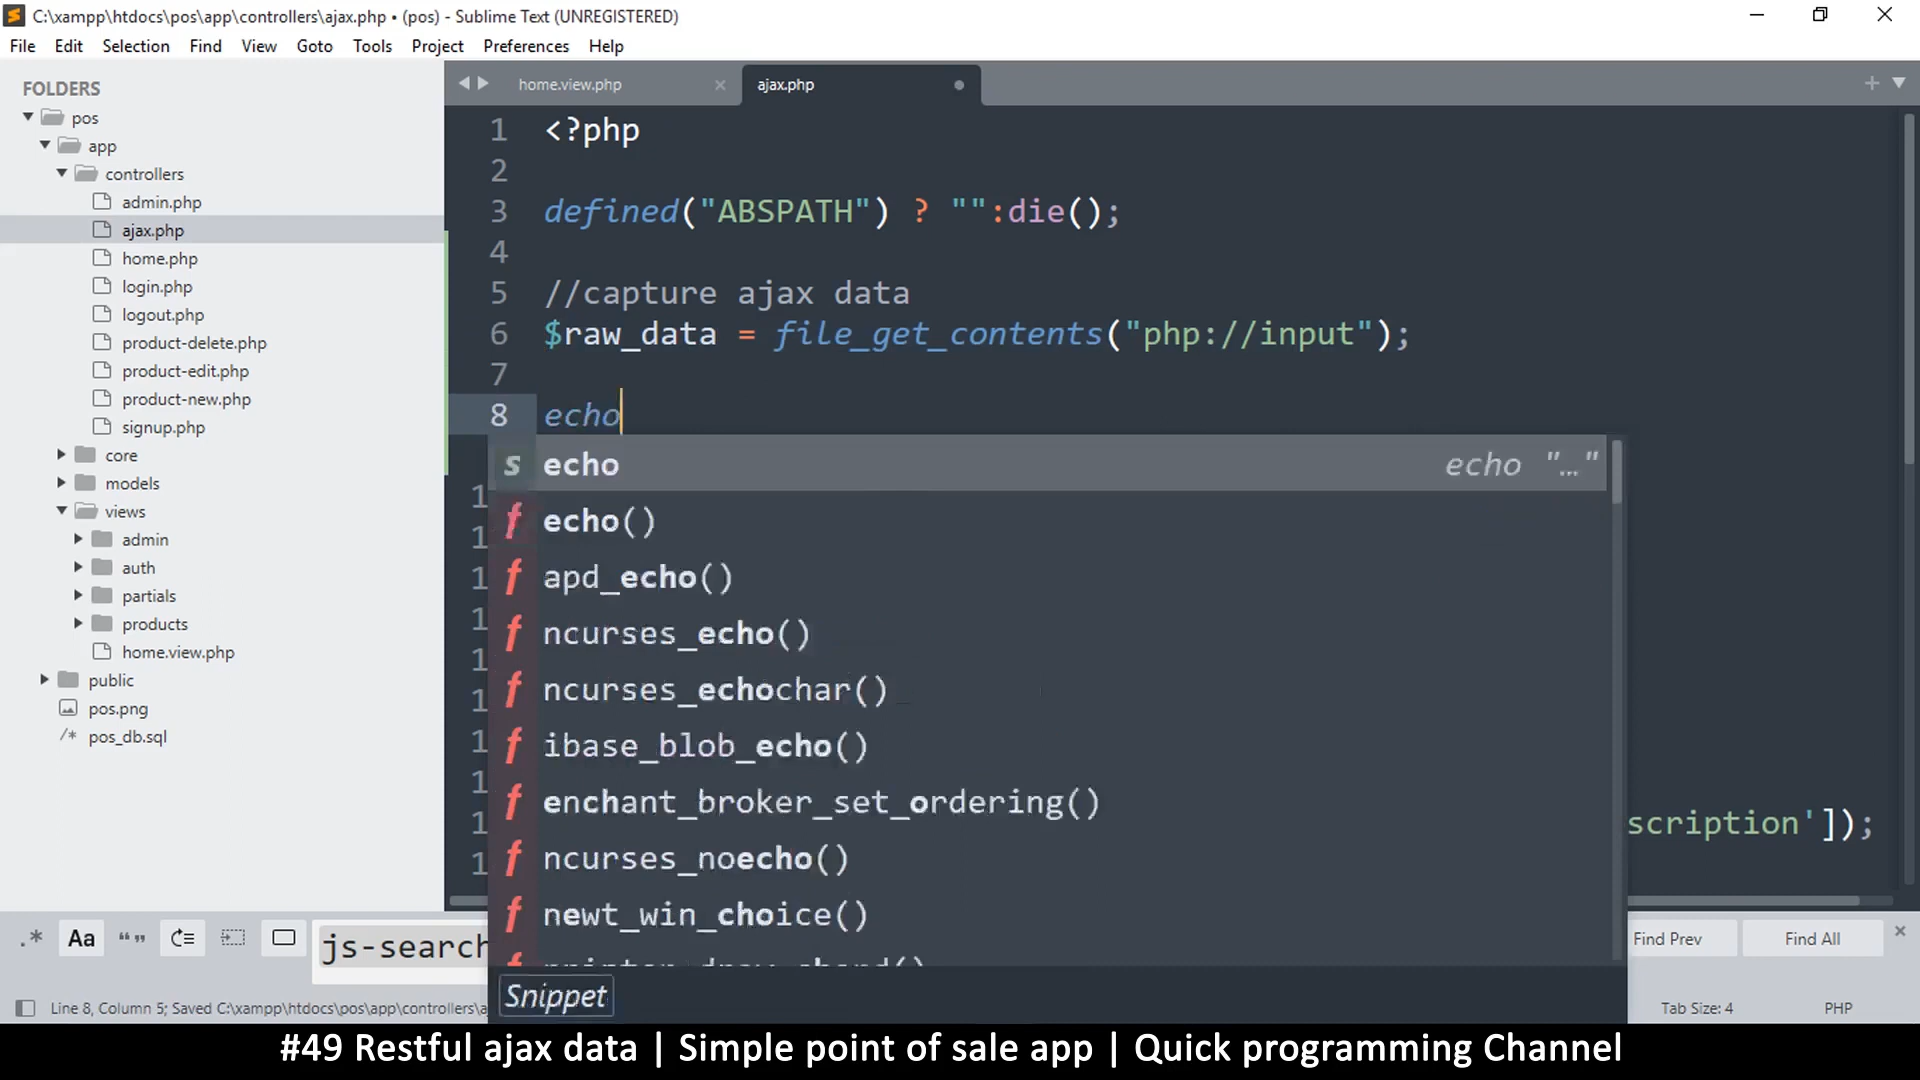 C:\xampp\htdocs\pos\app\controllers\ajax.php • (pos) - Sublime Text (UNREGISTERED)
File Edit Selection Find View Goto Tools Project Preferences Help
FOLDERS
pos
app
controllers
admin.php
ajax.php
home.php
login.php
logout.php
product-delete.php
product-edit.php
product-new.php
signup.php
core
models
views
admin
auth
partials
products
home.view.php
public
pos.png
/* pos_db.sql
home.view.php ajax.php
1 <?php
2
3 defined("ABSPATH") ? "":die();
4
5 //capture ajax data
6 $raw_data = file_get_contents("php://input");
7
8 echo
s echo echo "…"
f echo()
f apd_echo()
f ncurses_echo()
f ncurses_echochar()
f ibase_blob_echo()
f enchant_broker_set_ordering()
f ncurses_noecho()
f newt_win_choice()
Snippet
scription']);
.* Aa “” js-search Find Prev Find All
Line 8, Column 5; Saved C:\xampp\htdocs\pos\app\controllers\a Tab Size: 4 PHP
#49 Restful ajax data | Simple point of sale app | Quick programming Channel